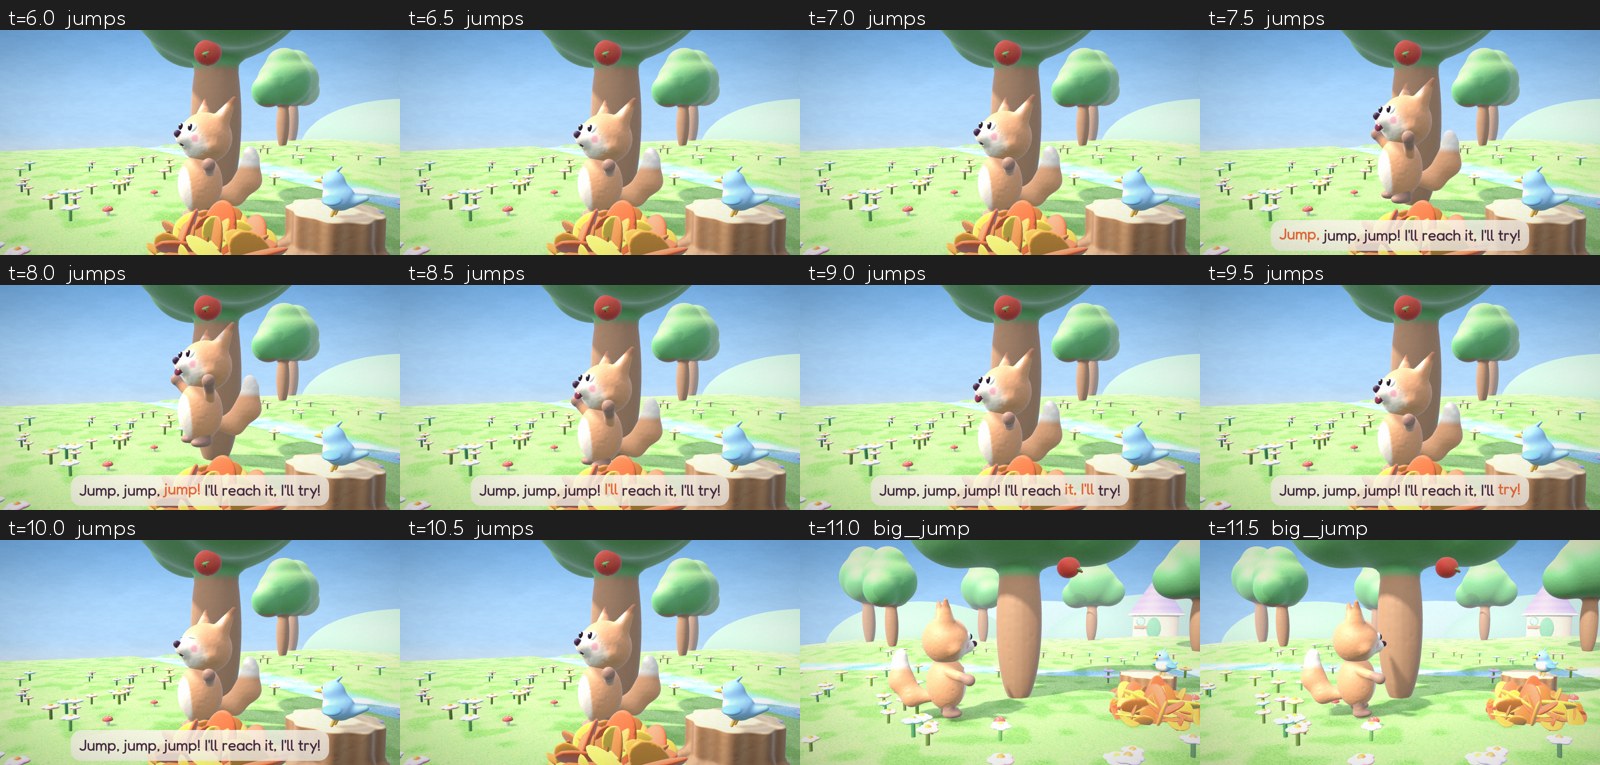 t=6.0 jumps
t=6.5 jumps
t=7.0 jumps
t=7.5 jumps
Jump, jump, jump! I'll reach it, I'll try!
t=8.0 jumps
t=8.5 jumps
t=9.0 jumps
t=9.5 jumps
Jump, jump, jump! I'll reach it, I'll try!
Jump, jump, jump! I'll reach it, I'll try!
Jump, jump, jump! I'll reach it, I'll try!
Jump, jump, jump! I'll reach it, I'll try!
t=10.0 jumps
t=10.5 jumps
t=11.0 big_jump
t=11.5 big_jump
Jump, jump, jump! I'll reach it, I'll try!